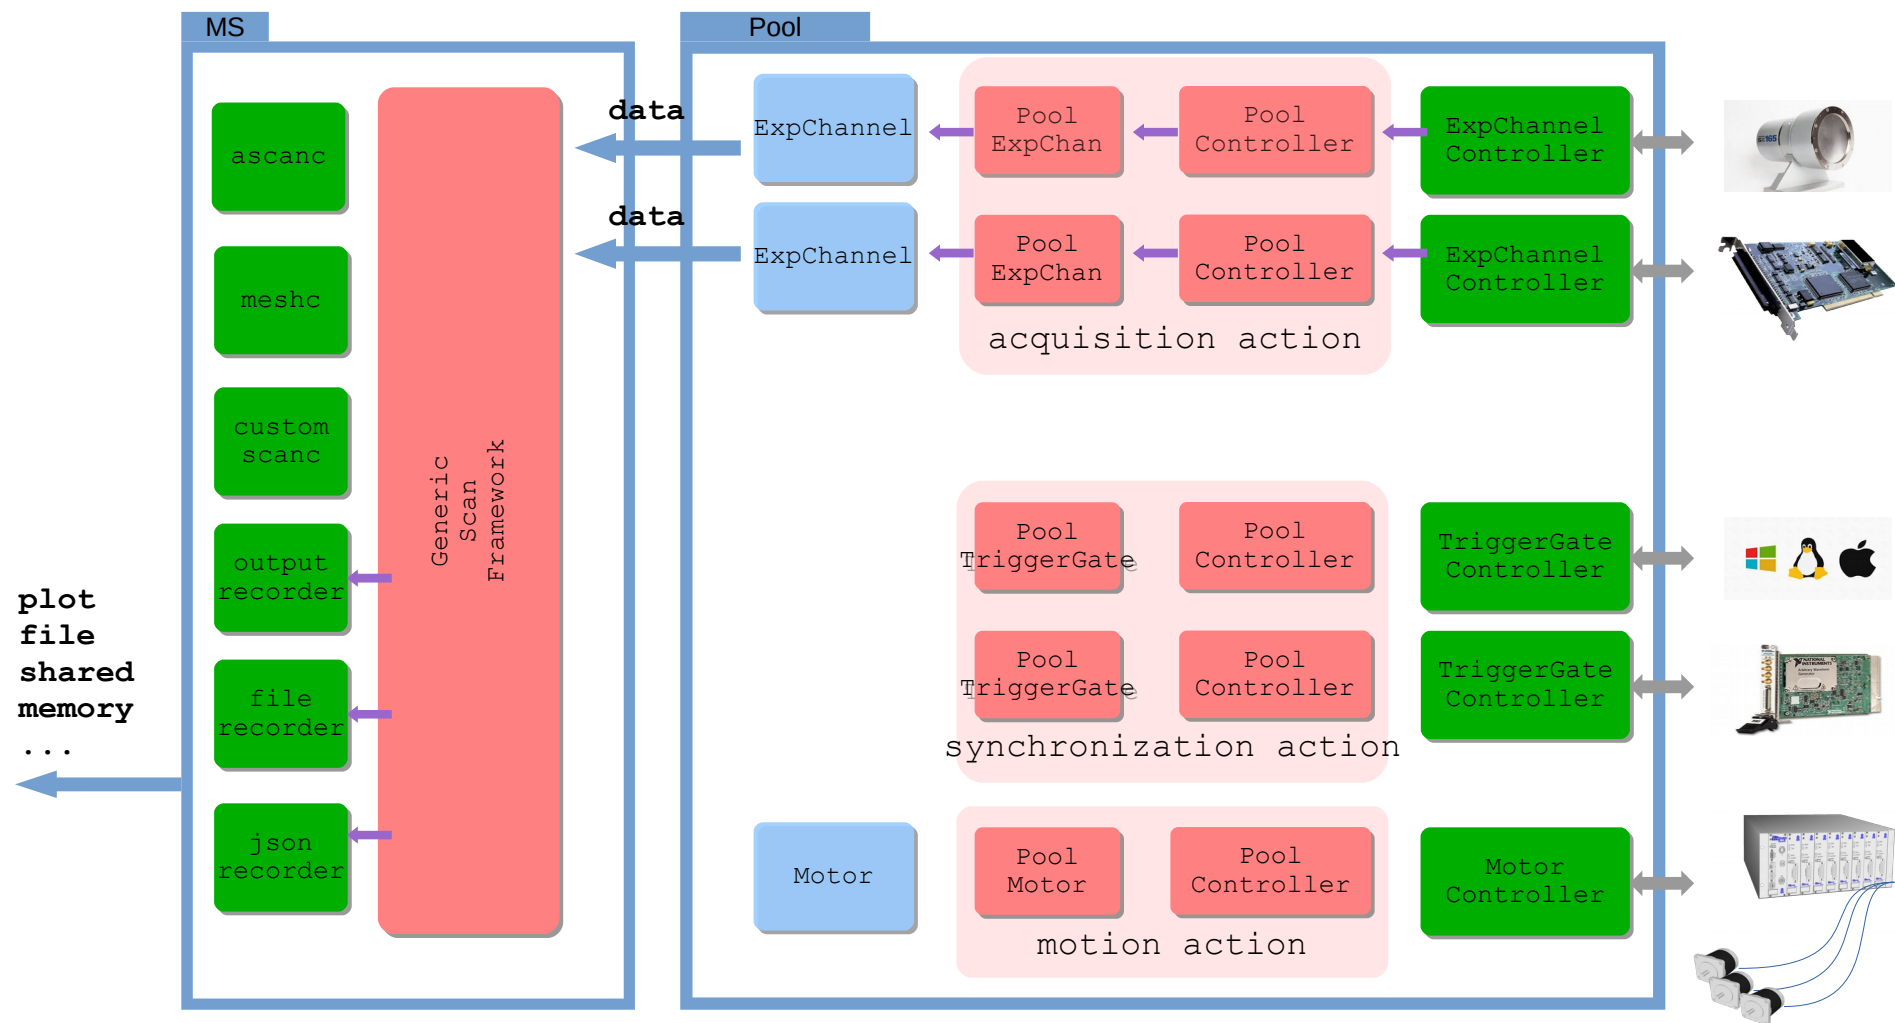 MS
Pool
ascanc
meshc
custom
scanc
output
recorder
file
recorder
json
recorder
Generic
Scan
Framework
plot
file
shared
memory
...
data
data
ExpChannel
ExpChannel
Pool
ExpChan
Pool
Controller
ExpChannel
Controller
Pool
ExpChan
Pool
Controller
ExpChannel
Controller
acquisition action
Pool
TriggerGate
Pool
Controller
TriggerGate
Controller
Pool
TriggerGate
Pool
Controller
TriggerGate
Controller
synchronization action
Motor
Pool
Motor
Pool
Controller
Motor
Controller
motion action
165
NATIONAL
INSTRUMENTS